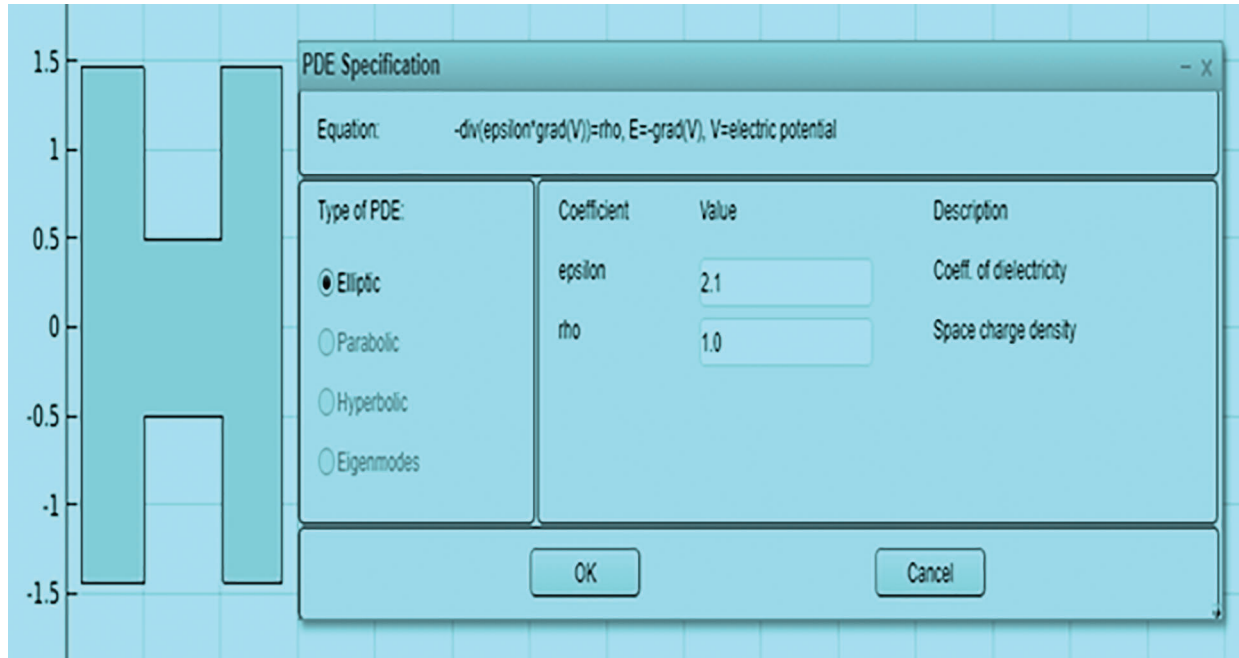 1.5
1
0.5
0
-0.5
-1
-1.5
PDE Specification
- X
Equation: -div(epsilon*grad(V))=rho, E=-grad(V), V=electric potential
Type of PDE:
Elliptic
Parabolic
Hyperbolic
Eigenmodes
Coefficient Value Description
epsilon 2.1 Coeff. of dielectricity
rho 1.0 Space charge density
OK Cancel